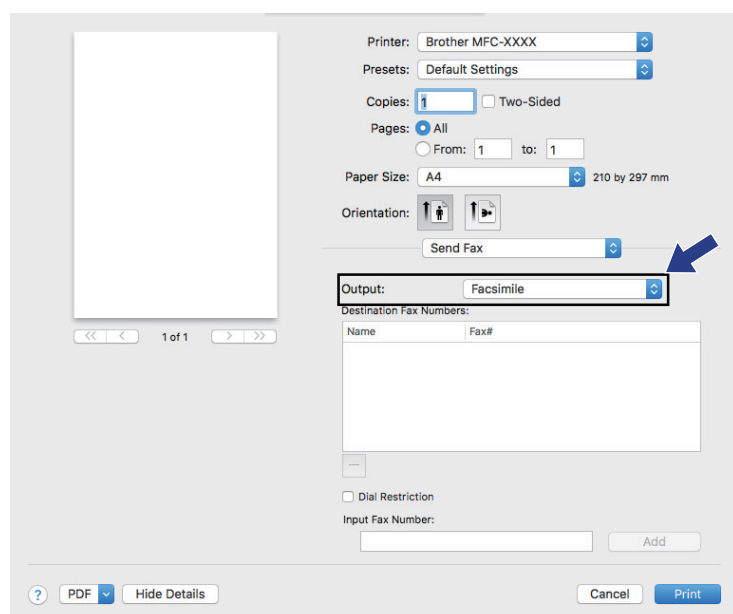 Printer: Brother MFC-XXXX
Presets: Default Settings
Copies: 1 Two-Sided
Pages: All
From: 1 to: 1
Paper Size: A4 210 by 297 mm
Orientation:
Send Fax
Output: Facsimile
Destination Fax Numbers:
Name Fax#
1 of 1
Dial Restriction
Input Fax Number:
Add
? PDF Hide Details Cancel Print